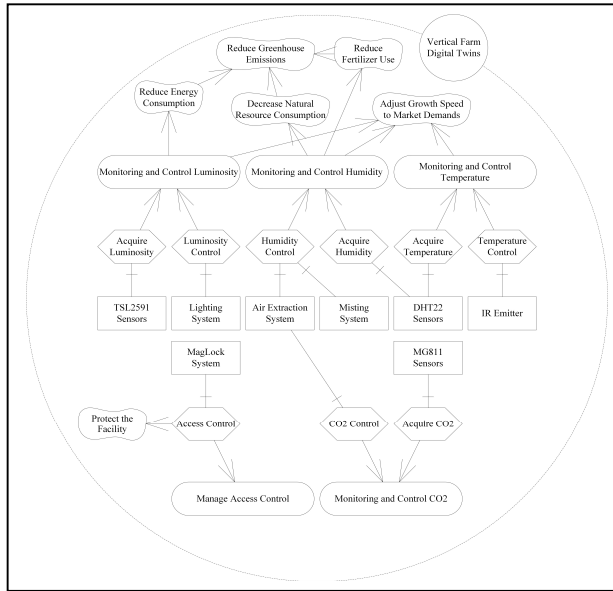 Vertical Farm
Digital Twins
Reduce Greenhouse
Emissions
Reduce
Fertilizer Use
Reduce Energy
Consumption
Decrease Natural
Resource Consumption
Adjust Growth Speed
to Market Demands
Monitoring and Control Luminosity
Monitoring and Control Humidity
Monitoring and Control
Temperature
Acquire
Luminosity
Luminosity
Control
Humidity
Control
Acquire
Humidity
Acquire
Temperature
Temperature
Control
TSL2591
Sensors
Lighting
System
Air Extraction
System
Misting
System
DHT22
Sensors
IR Emitter
MagLock
System
MG811
Sensors
Protect the
Facility
Access Control
CO2 Control
Acquire CO2
Manage Access Control
Monitoring and Control CO2